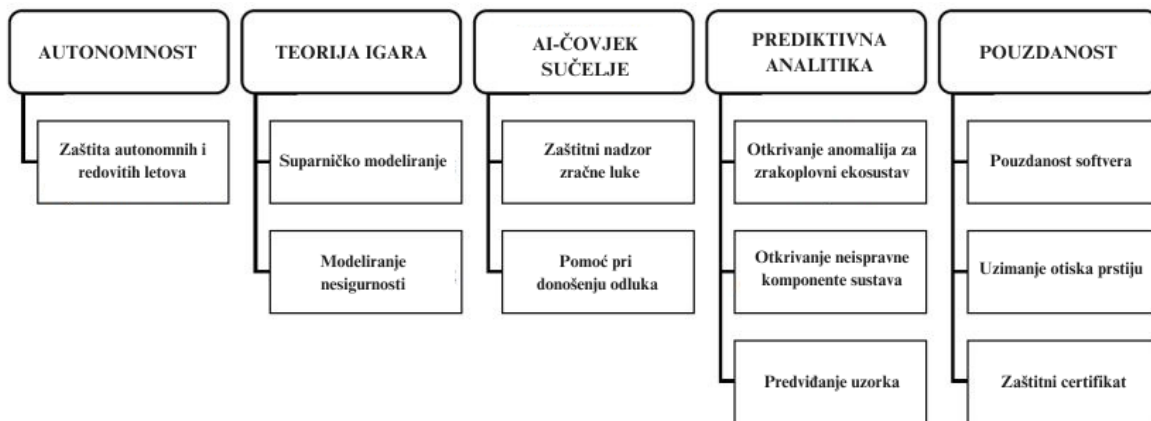 AUTONOMNOST
Zaštita autonomnih i
redovitih letova
TEORIJA IGARA
Suparničko modeliranje
Modeliranje
nesigurnosti
AI-ČOVJEK
SUČELJE
Zaštitni nadzor
zračne luke
Pomoć pri
donošenju odluka
PREDIKTIVNA
ANALITIKA
Otkrivanje anomalija za
zrakoplovni ekosustav
Otkrivanje neispravne
komponente sustava
Predviđanje uzorka
POUZDANOST
Pouzdanost softvera
Uzimanje otiska prstiju
Zaštitni certifikat